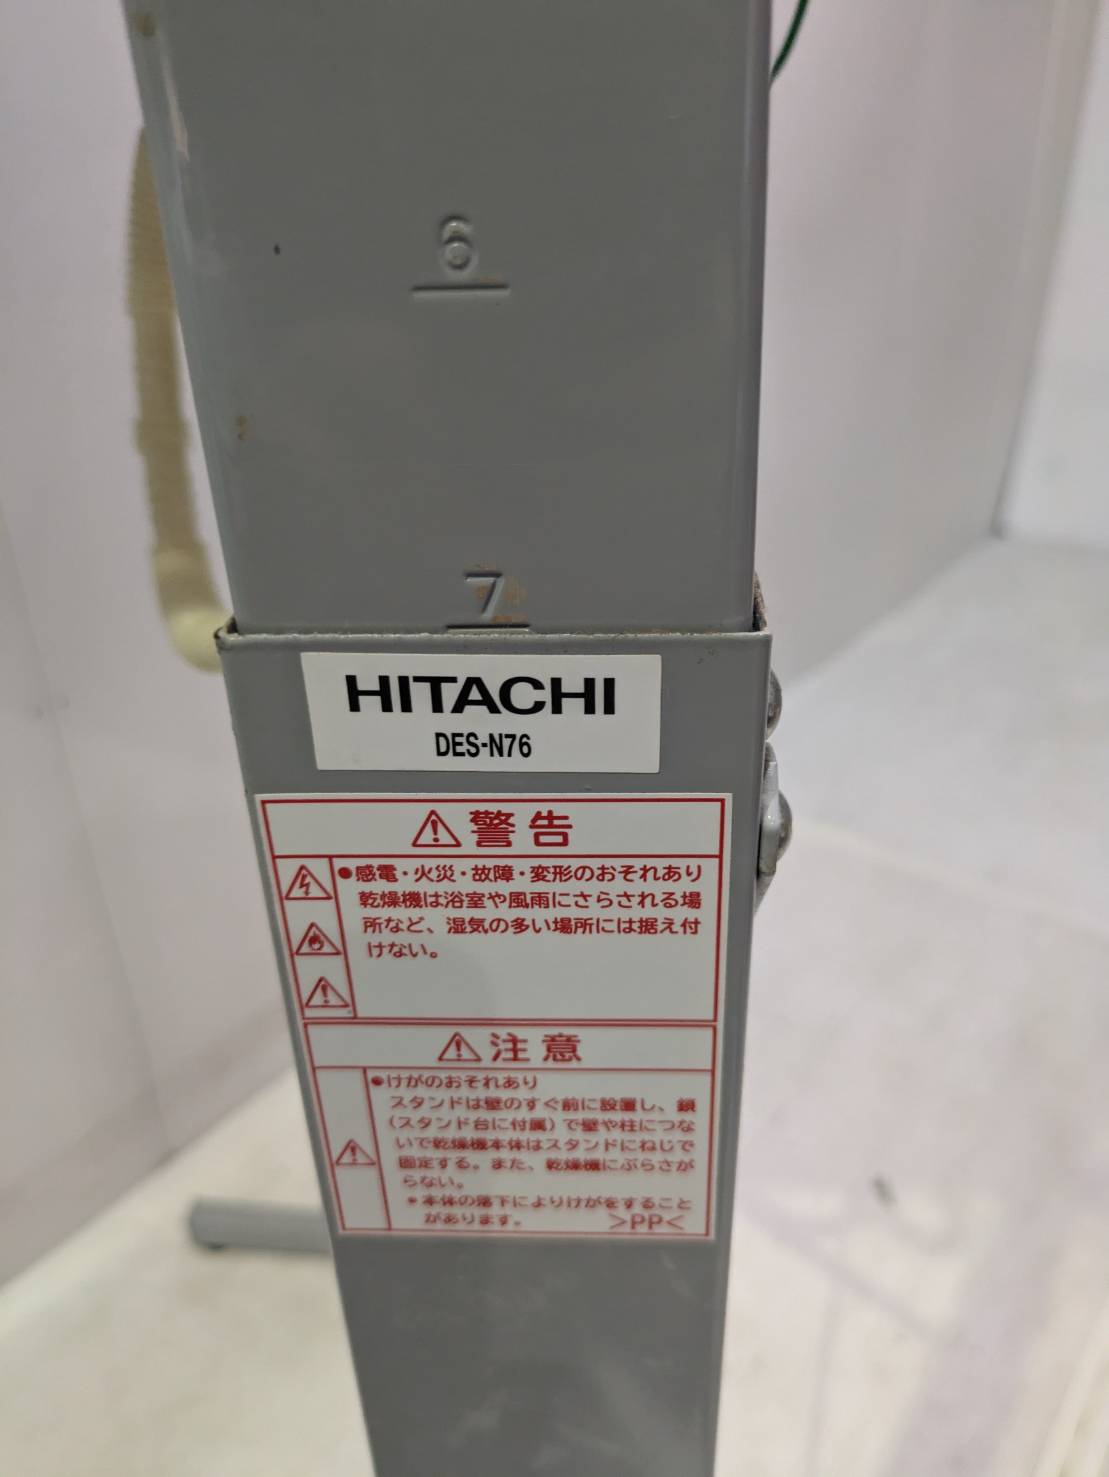 6
7
HITACHI
DES-N76
警告
●感電・火災・故障・変形のおそれあり
乾燥機は浴室や風雨にさらされる場
所など、湿気の多い場所には据え付
けない。
注意
●けがのおそれあり
スタンドは壁のすぐ前に設置し、鎖
(スタンド台に付属)で壁や柱につな
いで乾燥機本体はスタンドにねじで
固定する。また、乾燥機にぶらさが
らない。
*本体の落下によりけがをすること
があります。 >PP<